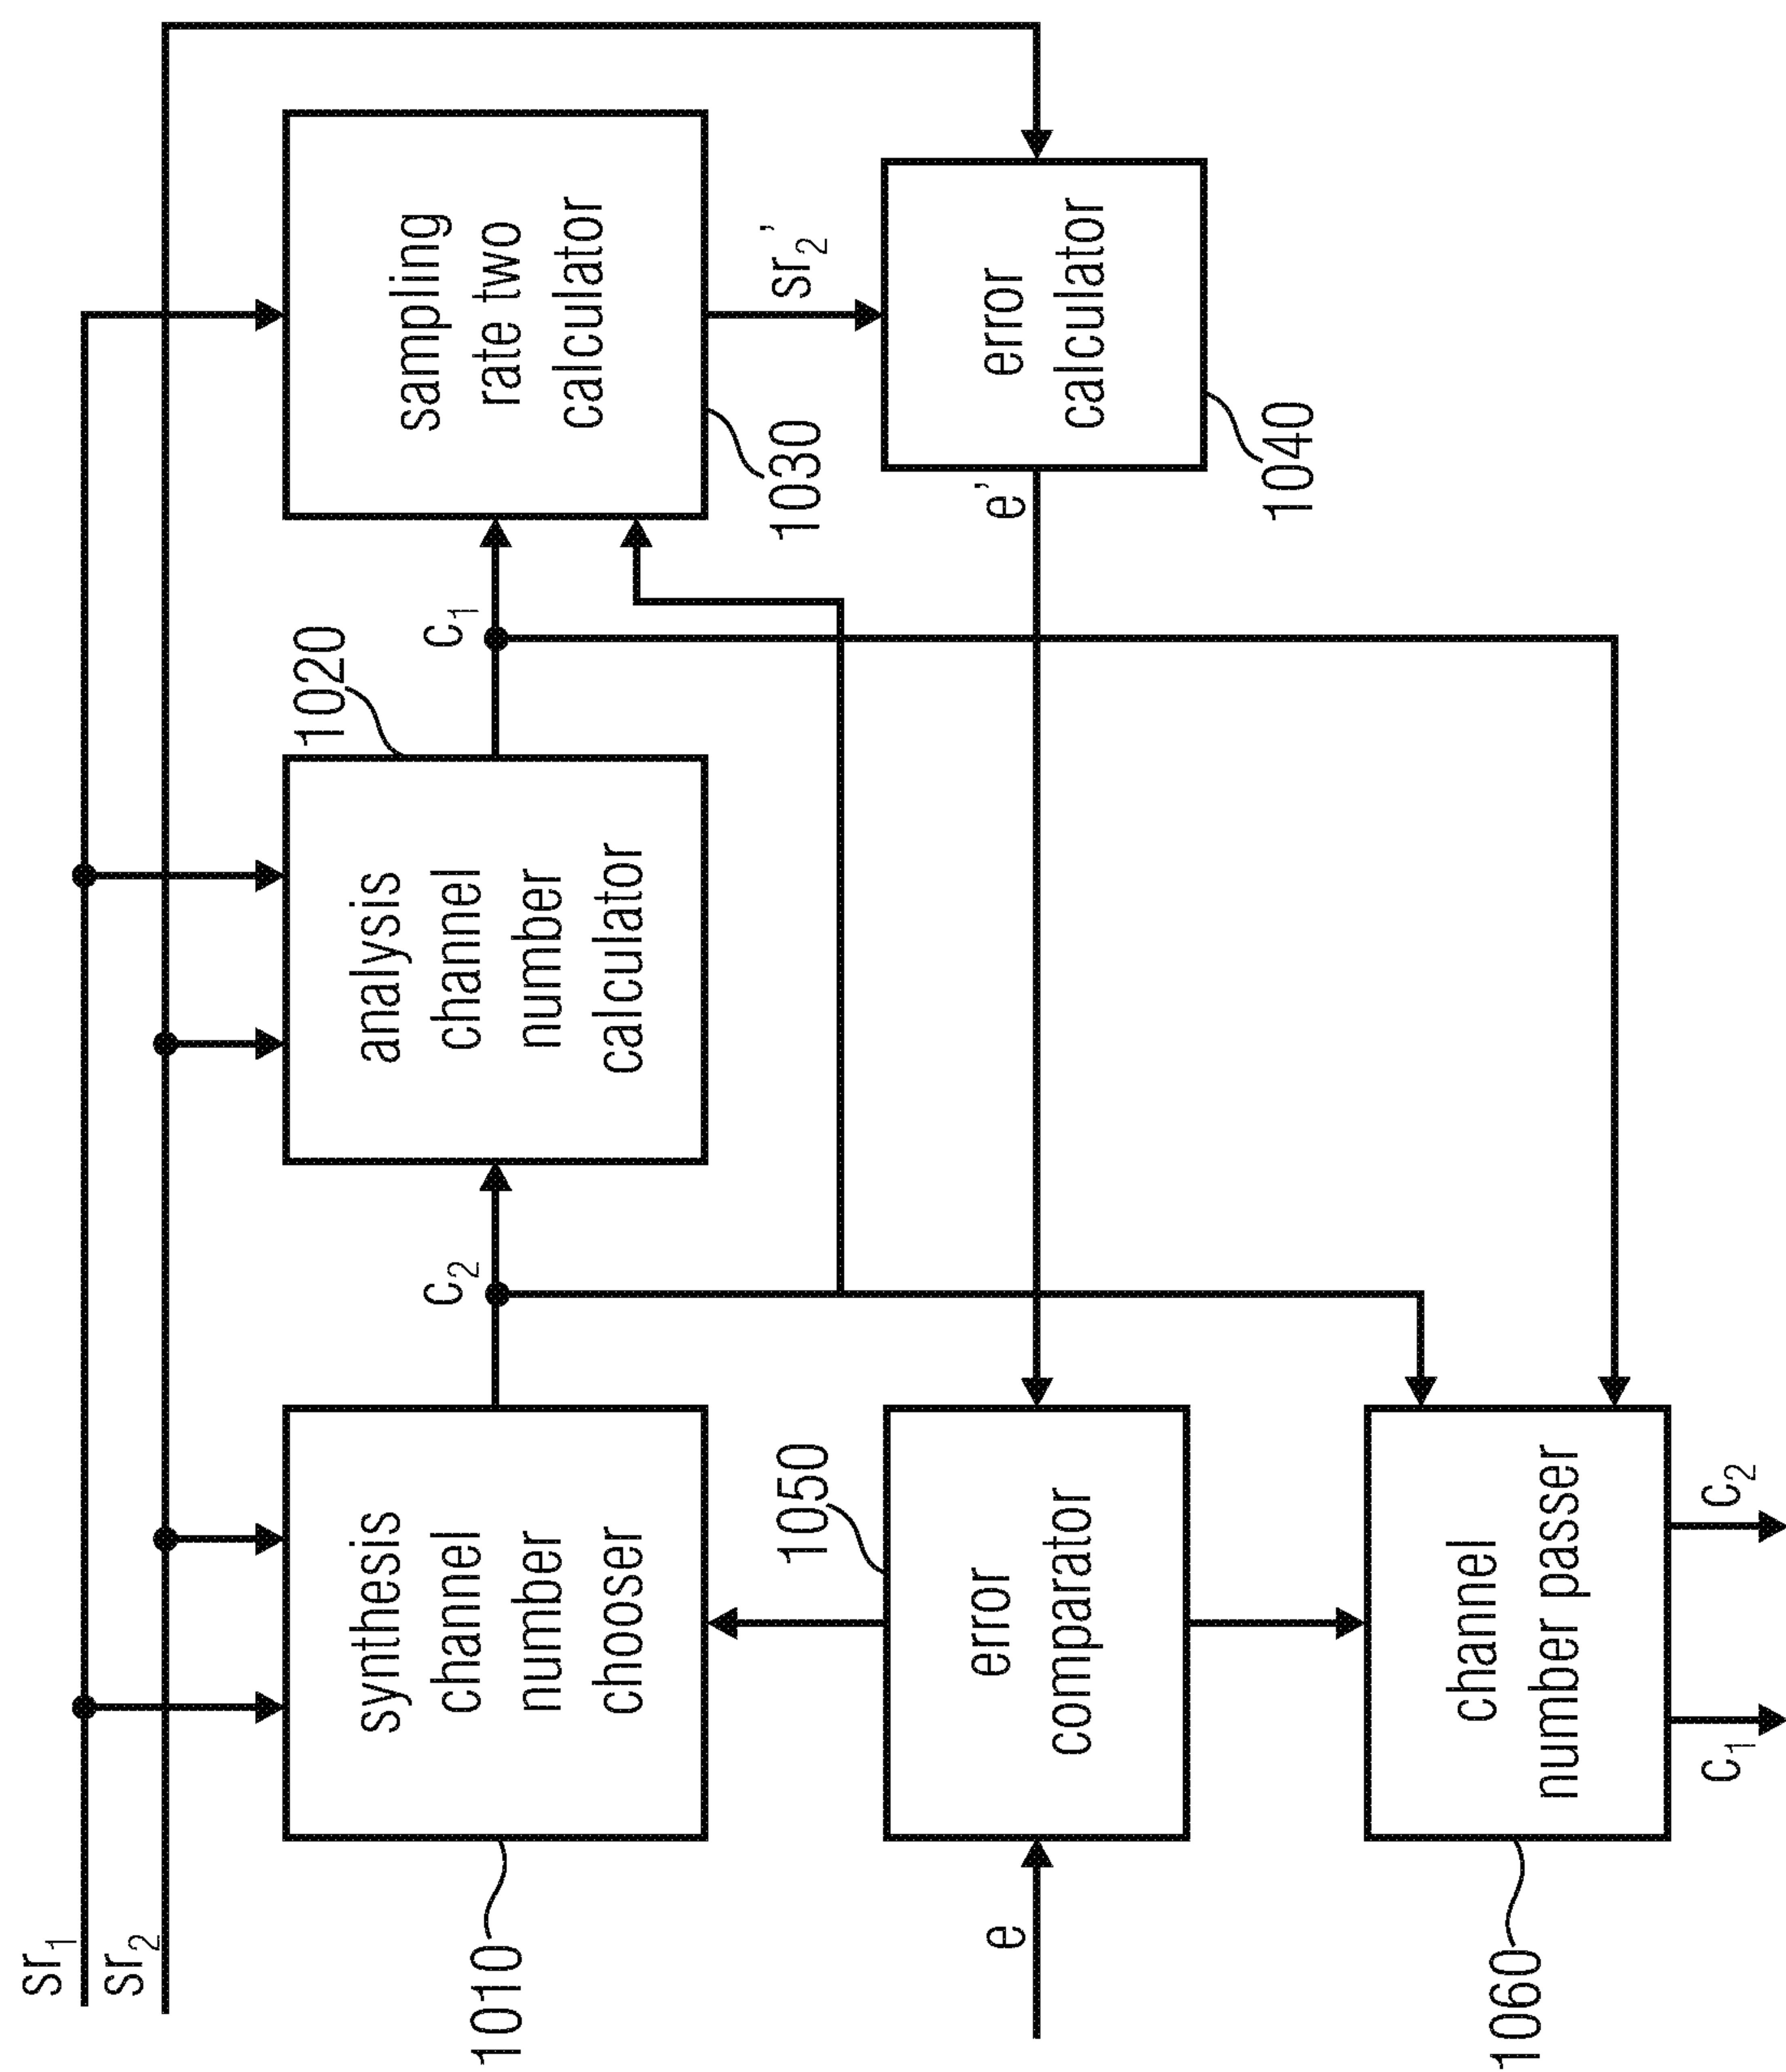 sr₁
sr₂
synthesis
channel
number
chooser
1010
c₂
analysis
channel
number
calculator
1020
c₁
sampling
rate two
calculator
1030
sr₂’
error
calculator
1040
e’
e
error
comparator
1050
channel
number passer
1060
c₁
c₂